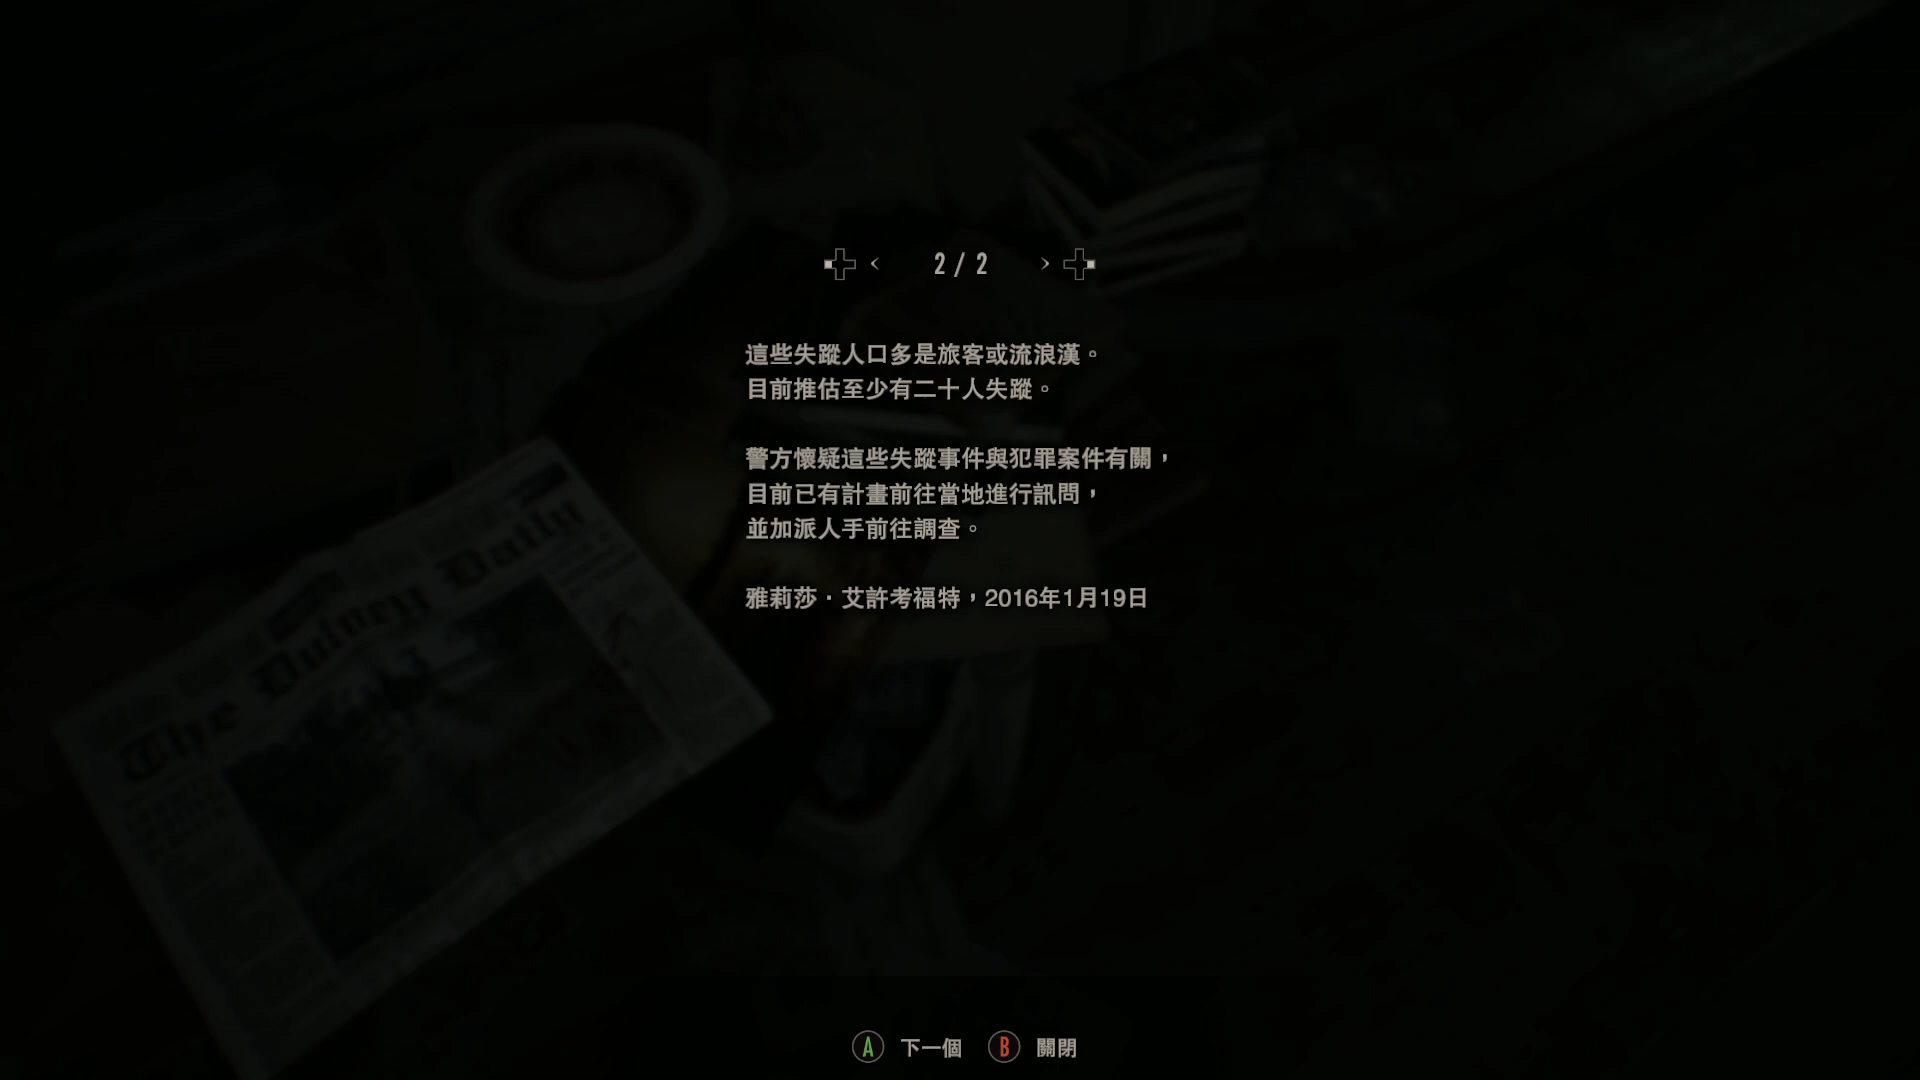 2 / 2
這些失蹤人口多是旅客或流浪漢。
目前推估至少有二十人失蹤。
警方懷疑這些失蹤事件與犯罪案件有關，
目前已有計畫前往當地進行訊問，
並加派人手前往調查。
雅莉莎．艾許考福特，2016年1月19日
The Dulvey Daily
A 下一個 B 關閉